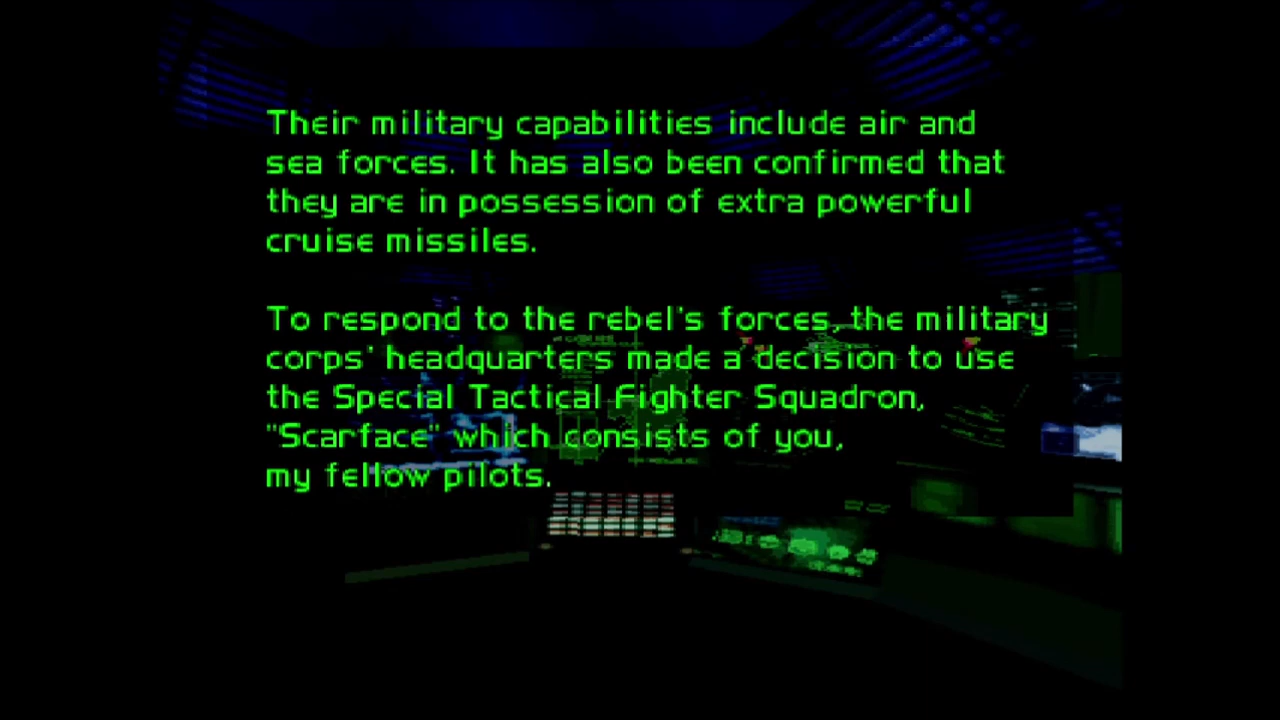 Their military capabilities include air and
sea forces. It has also been confirmed that
they are in possession of extra powerful
cruise missiles.
To respond to the rebel's forces, the military
corps' headquarters made a decision to use
the Special Tactical Fighter Squadron,
"Scarface" which consists of you,
my fellow pilots.